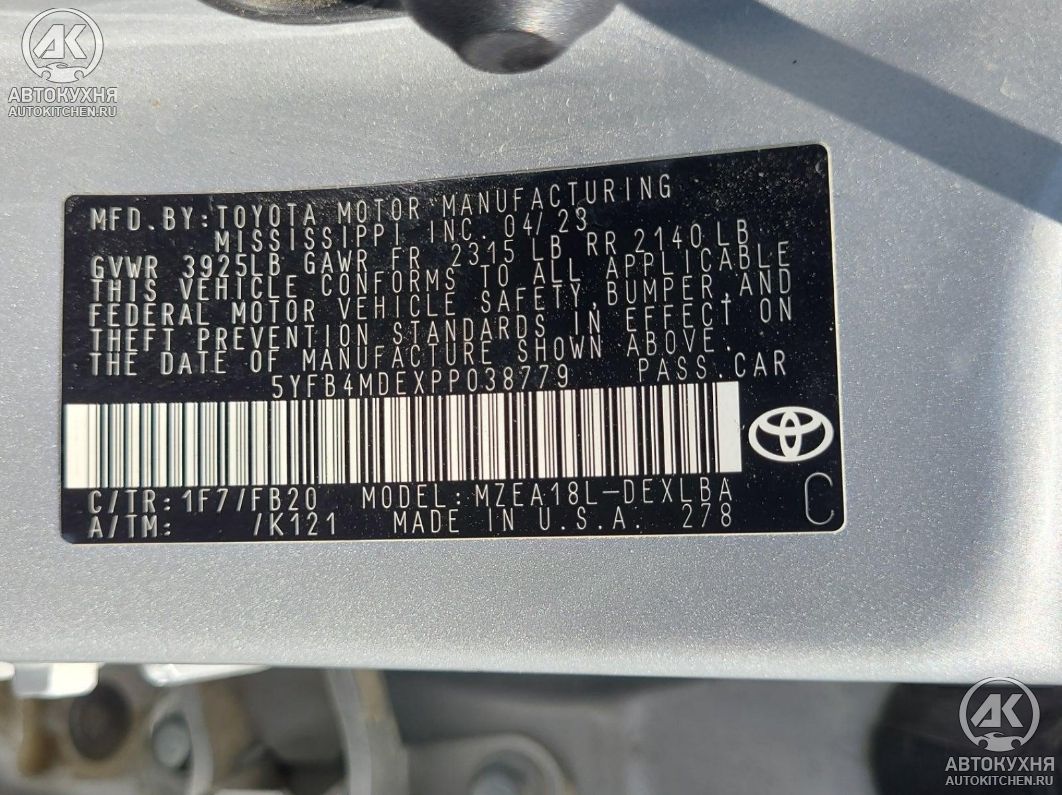 АК
АВТОКУХНЯ
AUTOKITCHEN.RU
MFD.BY:TOYOTA MOTOR MANUFACTURING
MISSISSIPPI INC. 04/23
GVWR 3925LB GAWR FR 2315 LB RR 2140 LB
THIS VEHICLE CONFORMS TO ALL APPLICABLE
FEDERAL MOTOR VEHICLE SAFETY,BUMPER,AND
THEFT PREVENTION STANDARDS IN EFFECT ON
THE DATE OF MANUFACTURE SHOWN ABOVE.
5YFB4MDEXPP038779 PASS.CAR
C/TR:1F7/FB20 MODEL:MZEA18L-DEXLBA
A/TM: /K121 MADE IN U.S.A. 278
C
АК
АВТОКУХНЯ
AUTOKITCHEN.RU